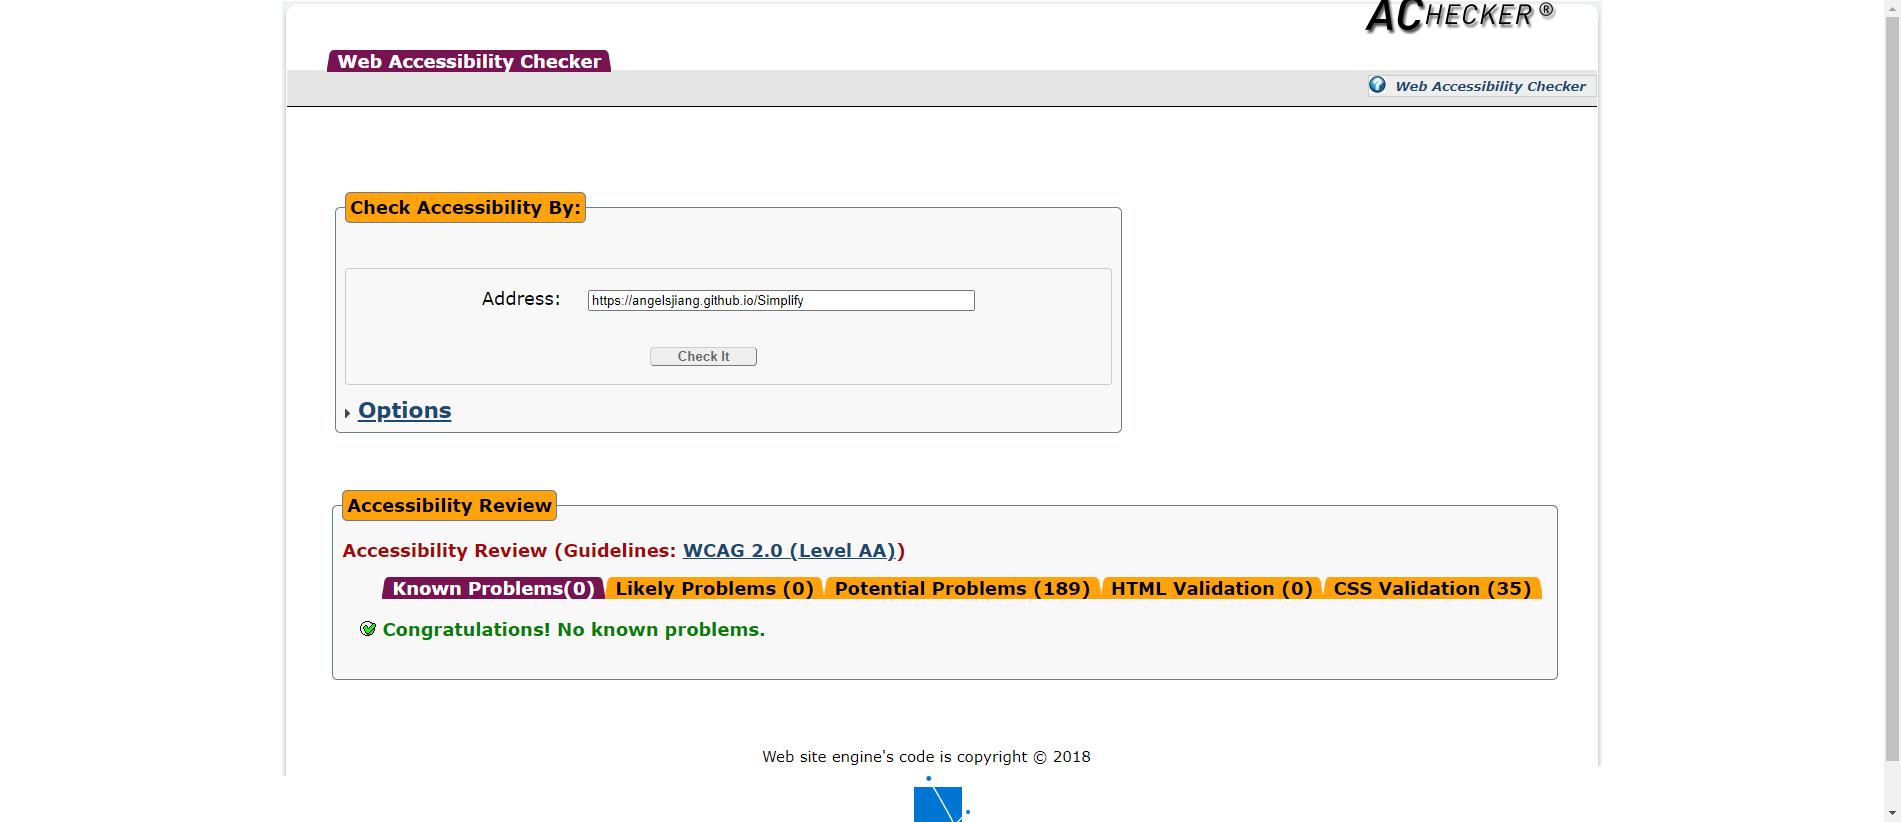 ACHECKER ®
Web Accessibility Checker
Web Accessibility Checker
Check Accessibility By:
Address: https://angelsjiang.github.io/Simplify
Check It
Options
Accessibility Review
Accessibility Review (Guidelines: WCAG 2.0 (Level AA))
Known Problems(0) Likely Problems (0) Potential Problems (189) HTML Validation (0) CSS Validation (35)
Congratulations! No known problems.
Web site engine's code is copyright © 2018